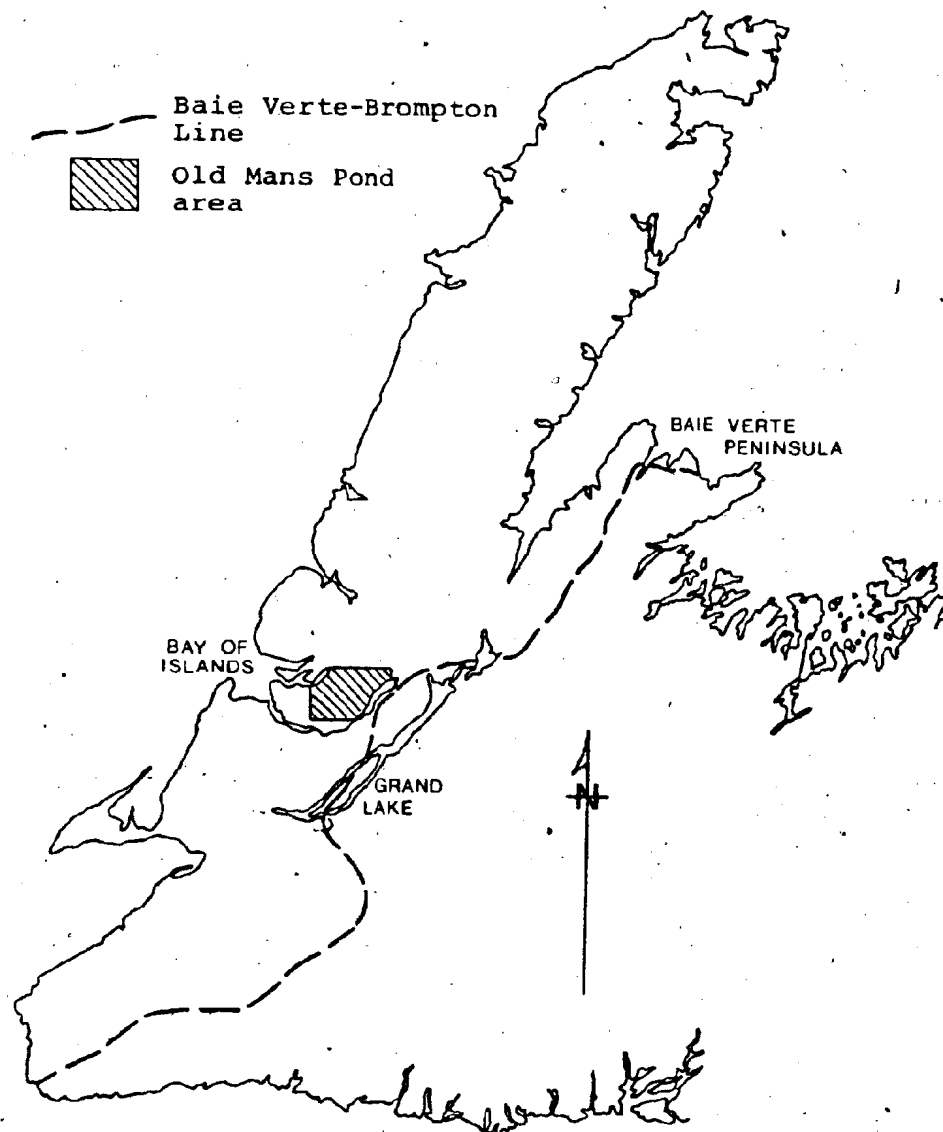 Baie Verte-Brompton
Line
Old Mans Pond
area
BAIE VERTE
PENINSULA
BAY OF
ISLANDS
GRAND
LAKE
N